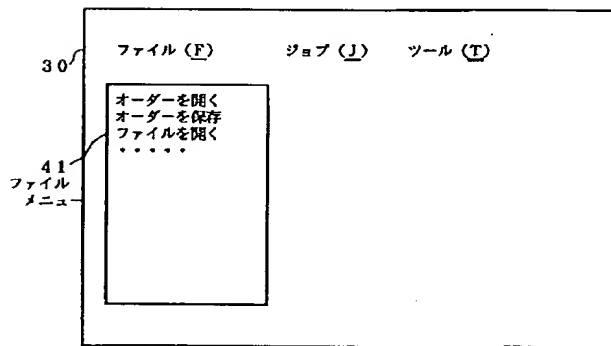 30
ファイル（F）
ジョブ（J）
ツール（T）
オーダーを開く
オーダーを保存
ファイルを開く
・・・・・
41
ファイル
メニュー